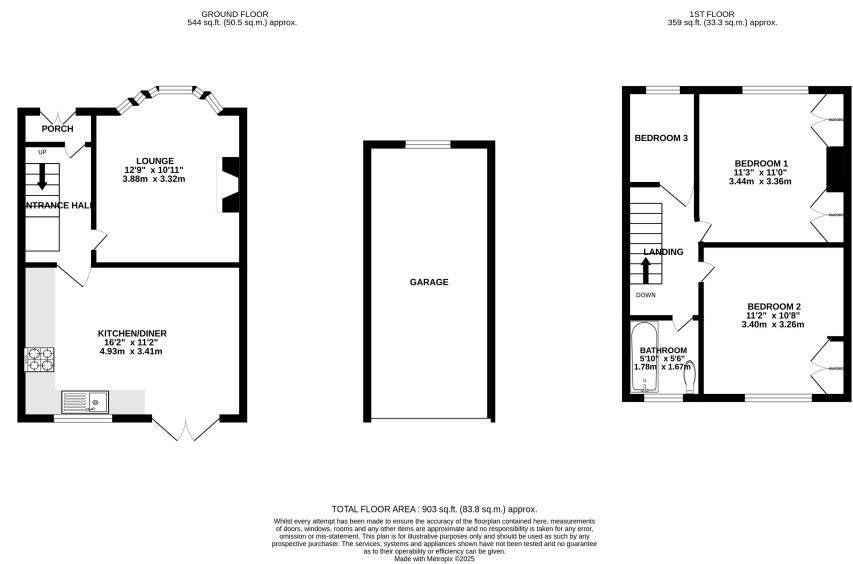 GROUND FLOOR
544 sq.ft. (50.5 sq.m.) approx.
1ST FLOOR
359 sq.ft. (33.3 sq.m.) approx.
PORCH
UP
ENTRANCE HALL
LOUNGE
12'9" x 10'11"
3.88m x 3.32m
KITCHEN/DINER
16'2" x 11'2"
4.93m x 3.41m
GARAGE
BEDROOM 3
BEDROOM 1
11'3" x 11'0"
3.44m x 3.36m
LANDING
DOWN
BEDROOM 2
11'2" x 10'8"
3.40m x 3.26m
BATHROOM
5'10" x 5'6"
1.78m x 1.67m
TOTAL FLOOR AREA : 903 sq.ft. (83.8 sq.m.) approx.
Whilst every attempt has been made to ensure the accuracy of the floorplan contained here, measurements
of doors, windows, rooms and any other items are approximate and no responsibility is taken for any error,
omission or mis-statement. This plan is for illustrative purposes only and should be used as such by any
prospective purchaser. The services, systems and appliances shown have not been tested and no guarantee
as to their operability or efficiency can be given.
Made with Metropix ©2025